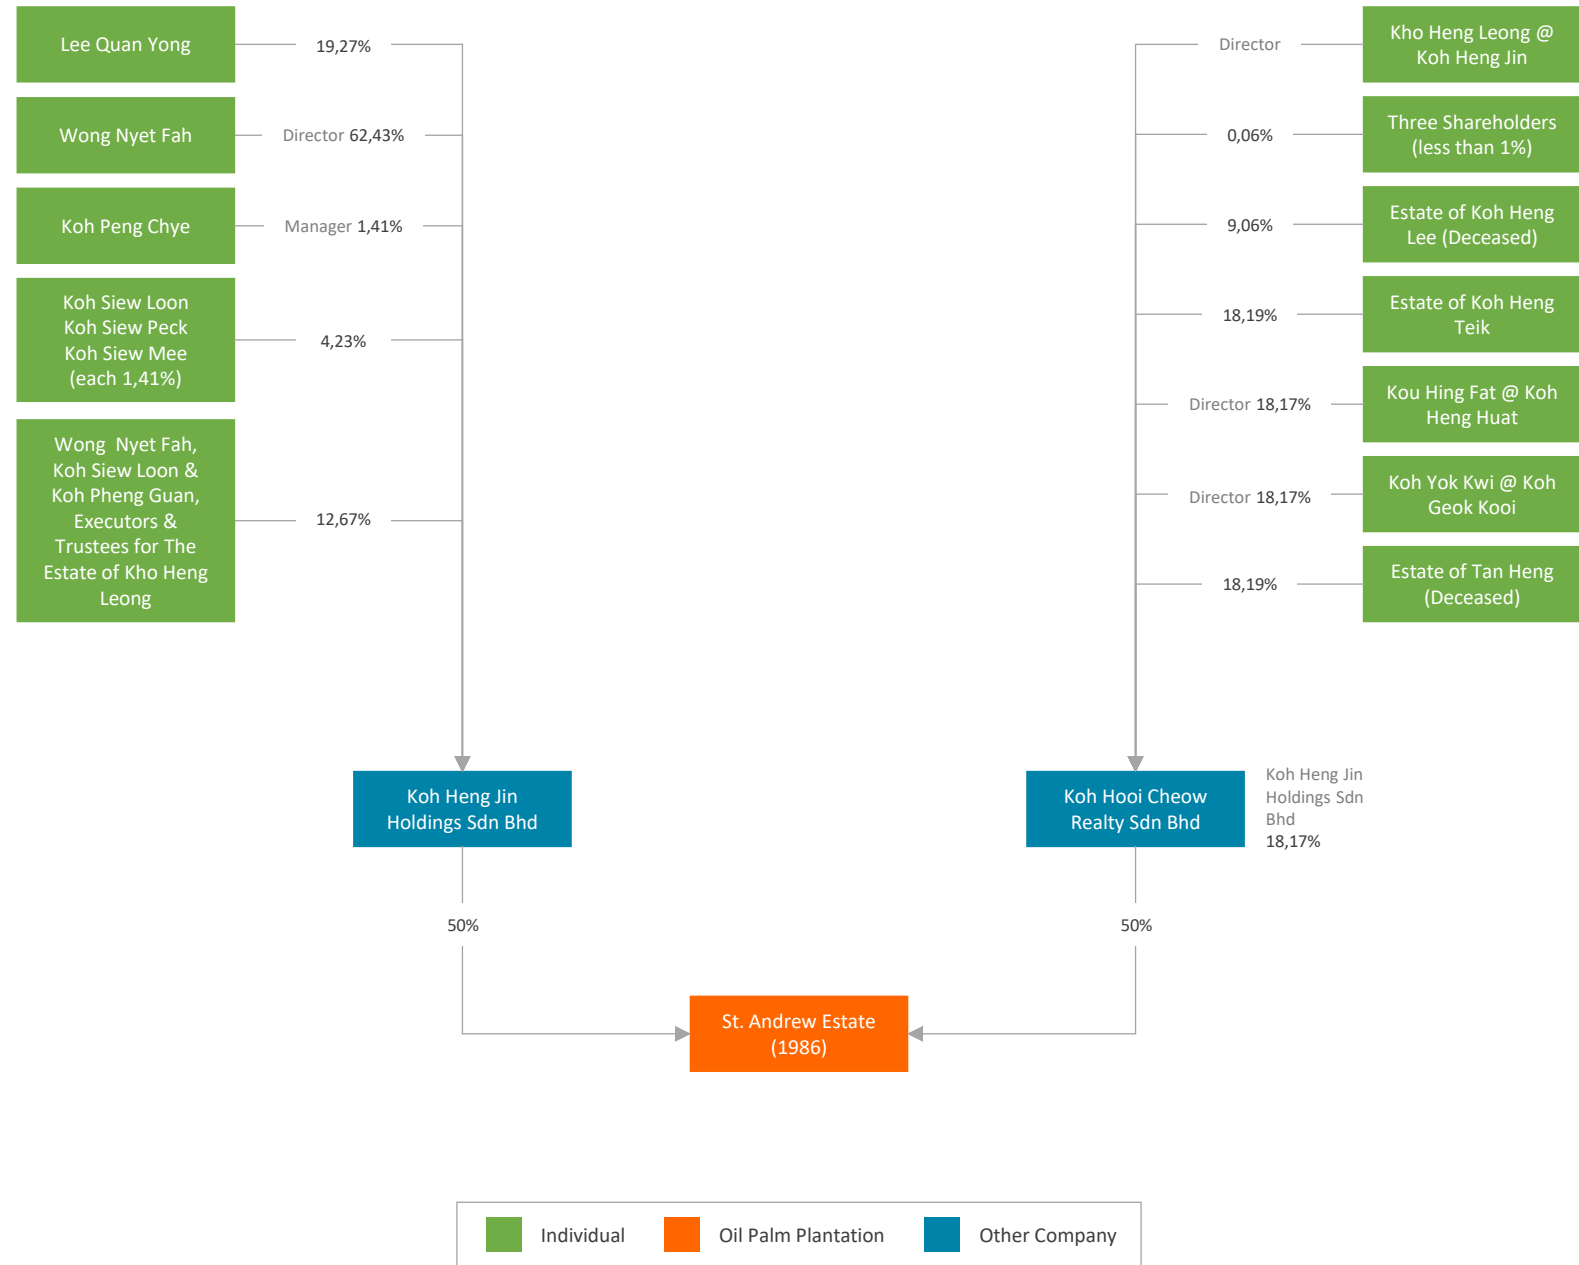 Lee Quan Yong
19,27%
Wong Nyet Fah
Director 62,43%
Koh Peng Chye
Manager 1,41%
Koh Siew Loon
Koh Siew Peck
Koh Siew Mee
(each 1,41%)
4,23%
Wong Nyet Fah,
Koh Siew Loon &
Koh Pheng Guan,
Executors &
Trustees for The
Estate of Kho Heng
Leong
12,67%
Director
Kho Heng Leong @
Koh Heng Jin
0,06%
Three Shareholders
(less than 1%)
9,06%
Estate of Koh Heng
Lee (Deceased)
18,19%
Estate of Koh Heng
Teik
Director 18,17%
Kou Hing Fat @ Koh
Heng Huat
Director 18,17%
Koh Yok Kwi @ Koh
Geok Kooi
18,19%
Estate of Tan Heng
(Deceased)
Koh Heng Jin
Holdings Sdn Bhd
Koh Hooi Cheow
Realty Sdn Bhd
Koh Heng Jin
Holdings Sdn
Bhd
18,17%
50%
50%
St. Andrew Estate
(1986)
Individual
Oil Palm Plantation
Other Company